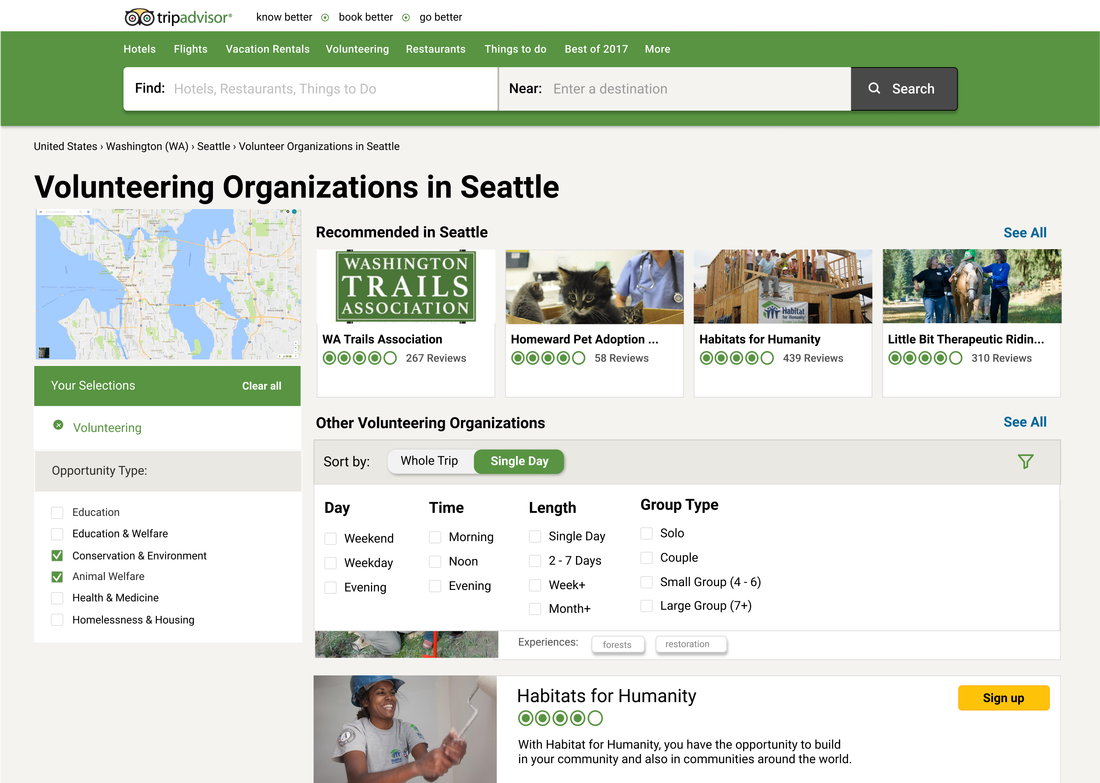 tripadvisor®
know better
book better
go better
Hotels
Flights
Vacation Rentals
Volunteering
Restaurants
Things to do
Best of 2017
More
Find: Hotels, Restaurants, Things to Do
Near: Enter a destination
Search
United States › Washington (WA) › Seattle › Volunteer Organizations in Seattle
Volunteering Organizations in Seattle
Recommended in Seattle
See All
WASHINGTON
TRAILS
ASSOCIATION
WA Trails Association
267 Reviews
Homeward Pet Adoption ...
58 Reviews
Habitat
for Humanity
Habitats for Humanity
439 Reviews
Little Bit Therapeutic Ridin...
310 Reviews
Your Selections
Clear all
Volunteering
Opportunity Type:
Education
Education & Welfare
Conservation & Environment
Animal Welfare
Health & Medicine
Homelessness & Housing
Other Volunteering Organizations
See All
Sort by:
Whole Trip
Single Day
Day
Weekend
Weekday
Evening
Time
Morning
Noon
Evening
Length
Single Day
2 - 7 Days
Week+
Month+
Group Type
Solo
Couple
Small Group (4 - 6)
Large Group (7+)
Experiences:
forests
restoration
Habitats for Humanity
Sign up
With Habitat for Humanity, you have the opportunity to build
in your community and also in communities around the world.